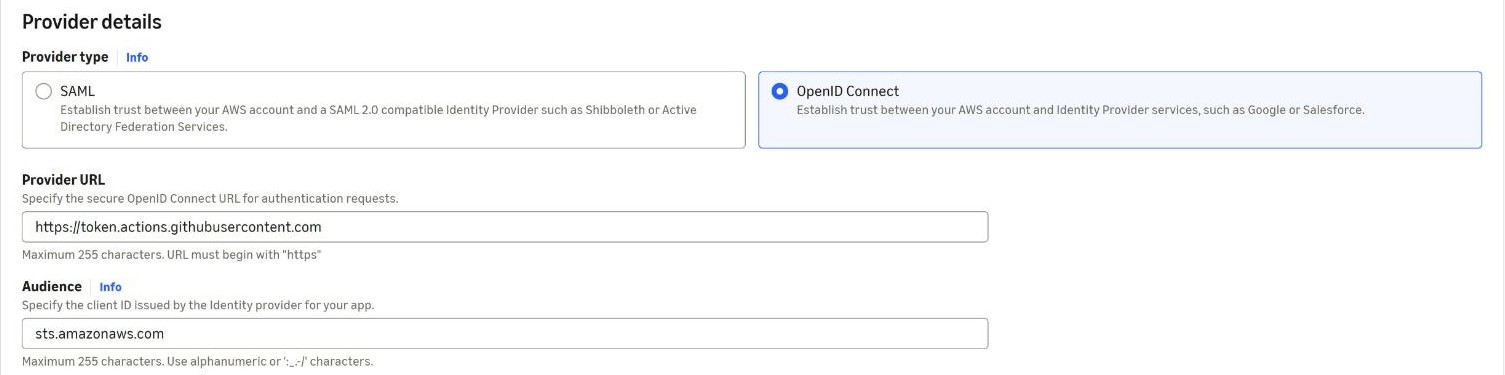 Provider details
Provider type Info
SAML
Establish trust between your AWS account and a SAML 2.0 compatible Identity Provider such as Shibboleth or Active
Directory Federation Services.
OpenID Connect
Establish trust between your AWS account and Identity Provider services, such as Google or Salesforce.
Provider URL
Specify the secure OpenID Connect URL for authentication requests.
https://token.actions.githubusercontent.com
Maximum 255 characters. URL must begin with "https"
Audience Info
Specify the client ID issued by the Identity provider for your app.
sts.amazonaws.com
Maximum 255 characters. Use alphanumeric or ':_.-/' characters.